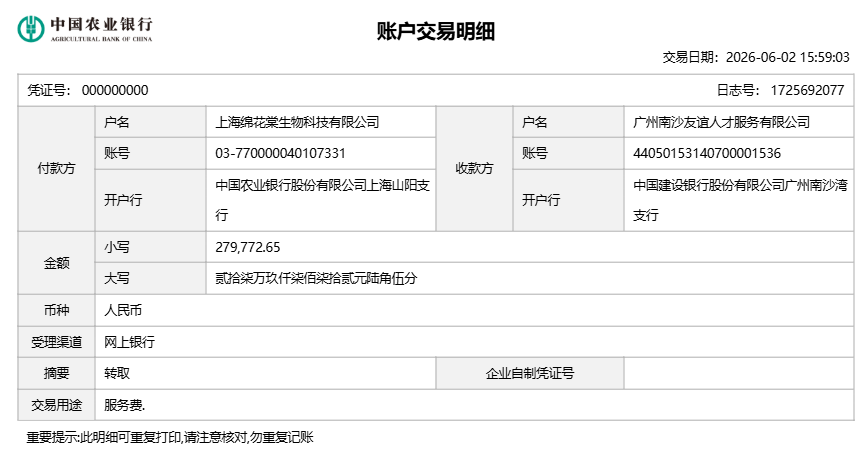 中国农业银行
AGRICULTURAL BANK OF CHINA
账户交易明细
交易日期：2026-06-02 15:59:03
凭证号： 000000000 日志号： 1725692077
付款方 户名 上海绵花棠生物科技有限公司 收款方 户名 广州南沙友谊人才服务有限公司
账号 03-770000040107331 账号 44050153140700001536
开户行 中国农业银行股份有限公司上海山阳支 开户行 中国建设银行股份有限公司广州南沙湾
行 支行
金额 小写 279,772.65
大写 贰拾柒万玖仟柒佰柒拾贰元陆角伍分
币种 人民币
受理渠道 网上银行
摘要 转取 企业自制凭证号
交易用途 服务费.
重要提示:此明细可重复打印,请注意核对,勿重复记账